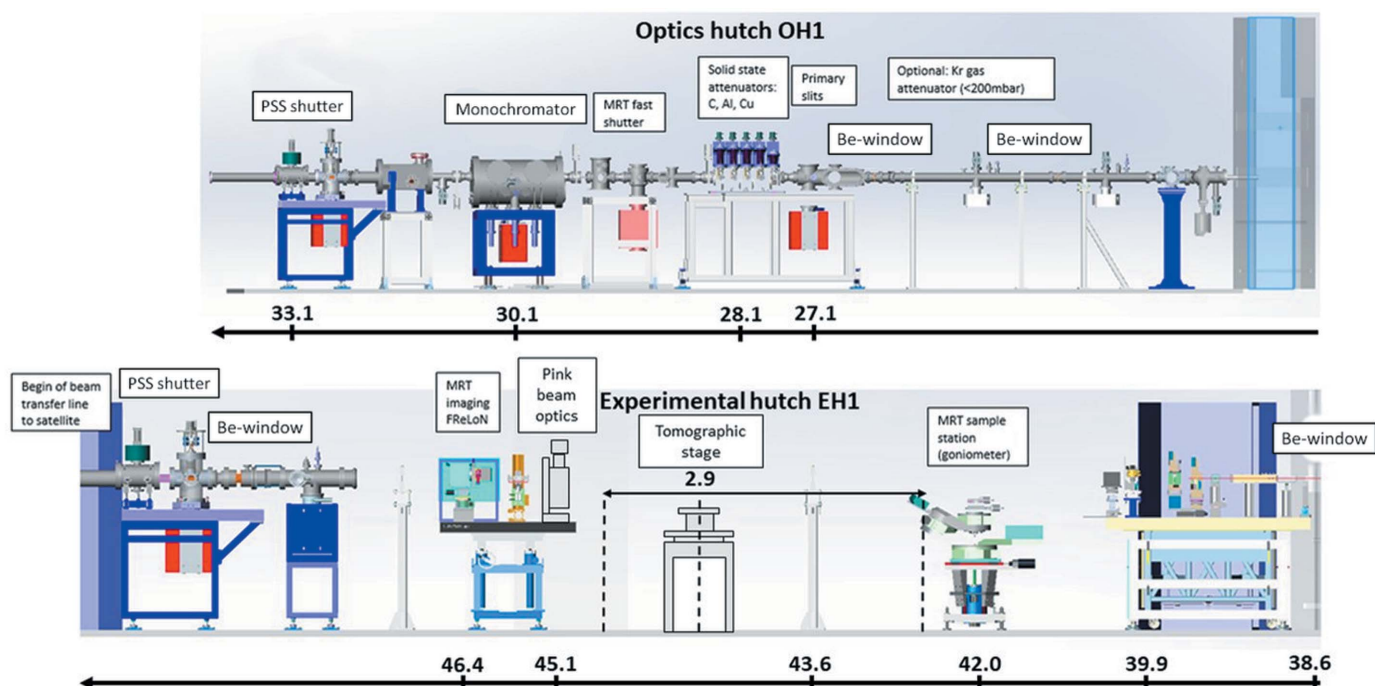 Optics hutch OH1
PSS shutter
Monochromator
MRT fast
shutter
Solid state
attenuators:
C, Al, Cu
Primary
slits
Optional: Kr gas
attenuator (<200mbar)
Be-window
Be-window
33.1
30.1
28.1
27.1
Experimental hutch EH1
Begin of beam
transfer line
to satellite
PSS shutter
Be-window
MRT
imaging
FReLoN
Pink
beam
optics
Tomographic
stage
2.9
MRT sample
station
(goniometer)
Be-window
46.4
45.1
43.6
42.0
39.9
38.6